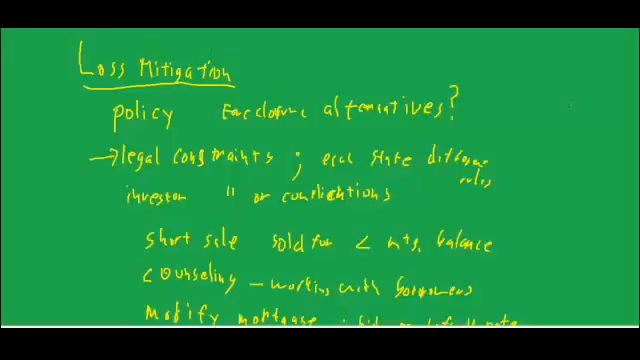 Loss Mitigation
policy alternatives?
→ legal constraints ; each state different
rules
investor " or complications
short sale sold for < mtg. balance
counseling – working with borrowers
modify mortgage